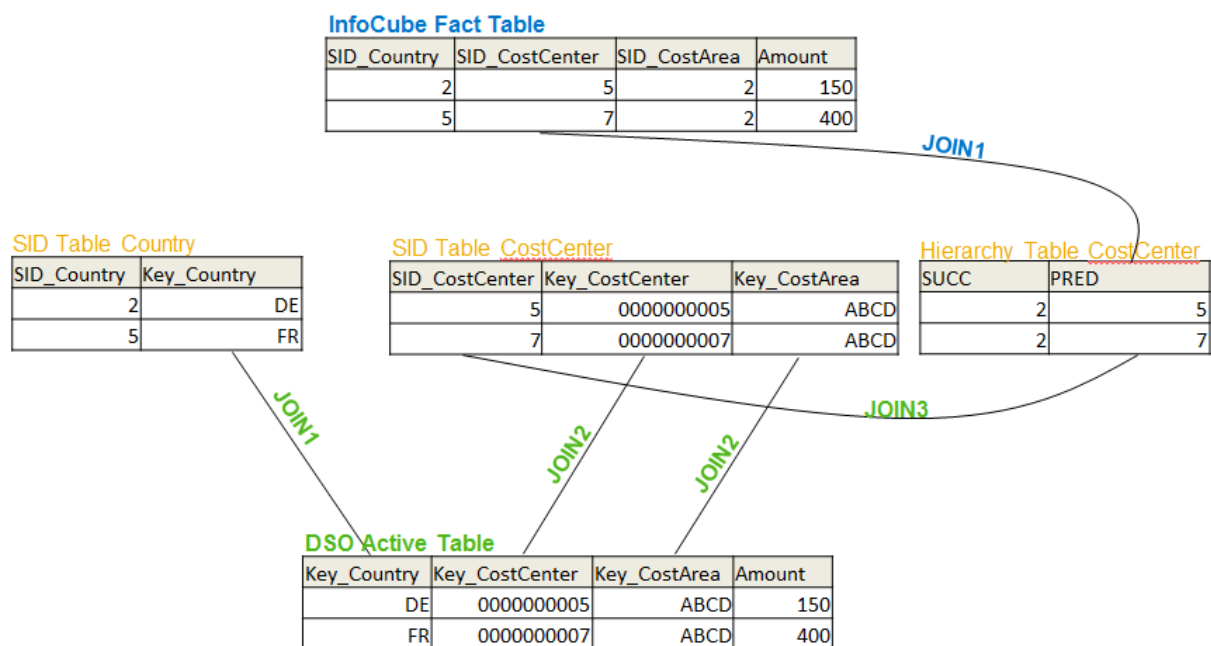 InfoCube Fact Table
SID_Country SID_CostCenter SID_CostArea Amount
2 5 2 150
5 7 2 400
JOIN1
SID Table Country
SID_Country Key_Country
2 DE
5 FR
SID Table CostCenter
SID_CostCenter Key_CostCenter Key_CostArea
5 0000000005 ABCD
7 0000000007 ABCD
Hierarchy Table CostCenter
SUCC PRED
2 5
2 7
JOIN1
JOIN2
JOIN2
JOIN3
DSO Active Table
Key_Country Key_CostCenter Key_CostArea Amount
DE 0000000005 ABCD 150
FR 0000000007 ABCD 400